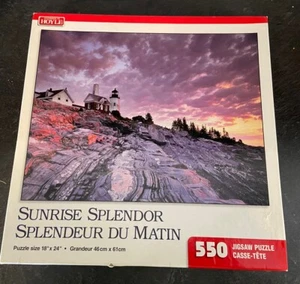 HOYLE
SUNRISE SPLENDOR
SPLENDEUR DU MATIN
Puzzle size 18" x 24" • Grandeur 46cm x 61cm
550 JIGSAW PUZZLE
CASSE-TÊTE